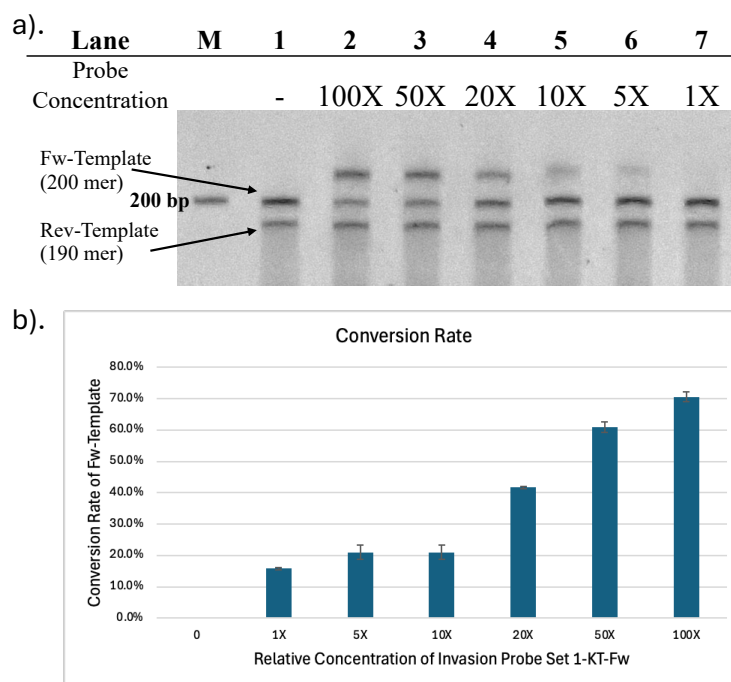 a).
Lane M 1 2 3 4 5 6 7
Probe
Concentration - 100X 50X 20X 10X 5X 1X
Fw-Template
(200 mer)
200 bp
Rev-Template
(190 mer)
b).
Conversion Rate
80.0%
70.0%
60.0%
50.0%
40.0%
30.0%
20.0%
10.0%
0.0%
Conversion Rate of Fw-Template
0 1X 5X 10X 20X 50X 100X
Relative Concentration of Invasion Probe Set 1-KT-Fw